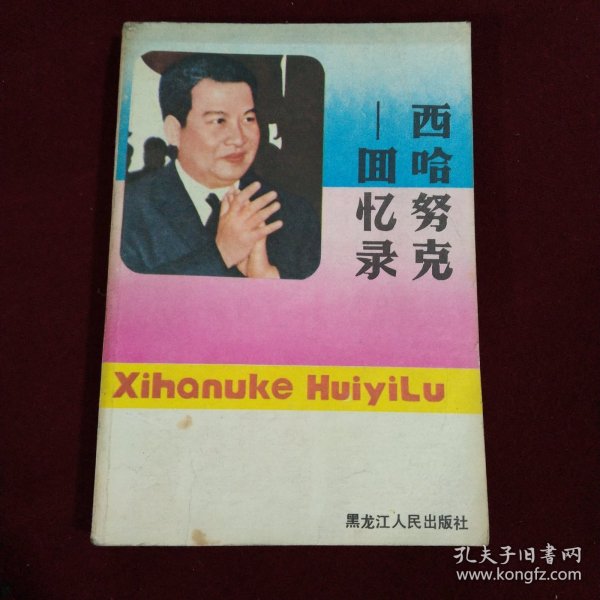 西哈努克
—回忆录
Xihanuke HuiyiLu
黑龙江人民出版社
孔夫子旧书网
www.kongfz.com